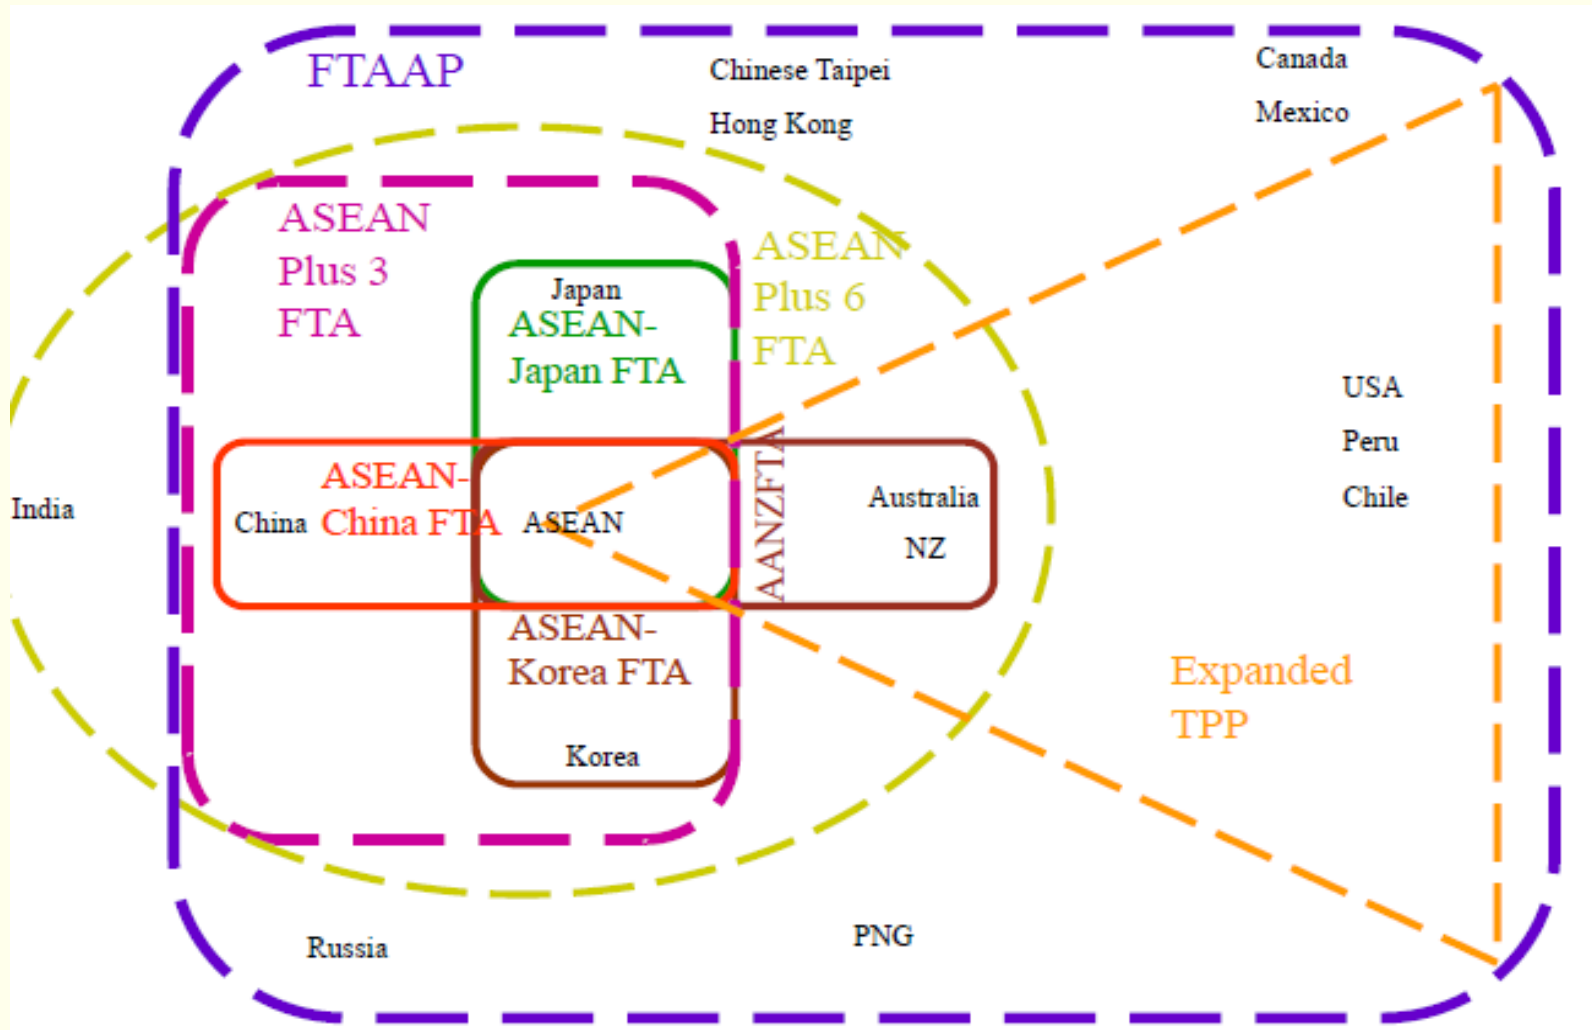 FTAAP
Chinese Taipei
Hong Kong
Canada
Mexico
ASEAN
Plus 3
FTA
ASEAN
Plus 6
FTA
Japan
ASEAN-
Japan FTA
India
China
ASEAN-
China FTA
ASEAN
AANZFTA
Australia
NZ
USA
Peru
Chile
ASEAN-
Korea FTA
Korea
Expanded
TPP
Russia
PNG